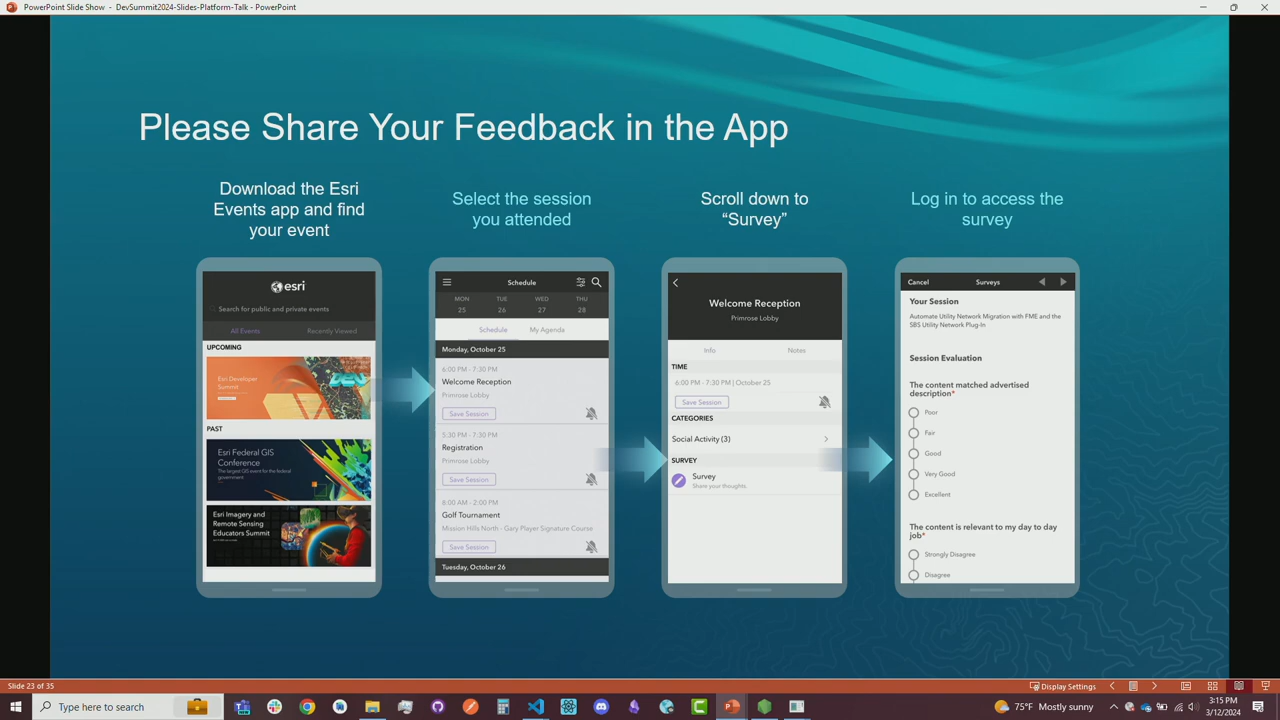 PowerPoint Slide Show - DevSummit2024-Slides-Platform-Talk - PowerPoint
Please Share Your Feedback in the App
Download the Esri
Events app and find
your event
Select the session
you attended
Scroll down to
“Survey”
Log in to access the
survey
esri
Search for public and private events
All Events
Recently Viewed
UPCOMING
Esri Developer
Summit
PAST
Esri Federal GIS
Conference
The largest GIS event for the federal
government
Esri Imagery and
Remote Sensing
Educators Summit
Schedule
MON
TUE
WED
THU
25
26
27
28
Schedule
My Agenda
Monday, October 25
6:00 PM - 7:30 PM
Welcome Reception
Primrose Lobby
Save Session
5:30 PM - 7:30 PM
Registration
Primrose Lobby
Save Session
6:00 AM - 2:00 PM
Golf Tournament
Mission Hills North - Gary Player Signature Course
Save Session
Tuesday, October 26
Welcome Reception
Primrose Lobby
Info
Notes
TIME
6:00 PM - 7:30 PM | October 25
Save Session
CATEGORIES
Social Activity (3)
SURVEY
Survey
Share your thoughts.
Cancel
Surveys
Your Session
Automate Utility Network Migration with FME and the
SBS Utility Network Plug-In
Session Evaluation
The content matched advertised
description*
Poor
Fair
Good
Very Good
Excellent
The content is relevant to my day to day
job*
Strongly Disagree
Disagree
Slide 23 of 35
Display Settings
Type here to search
75°F Mostly sunny
3:15 PM
3/12/2024